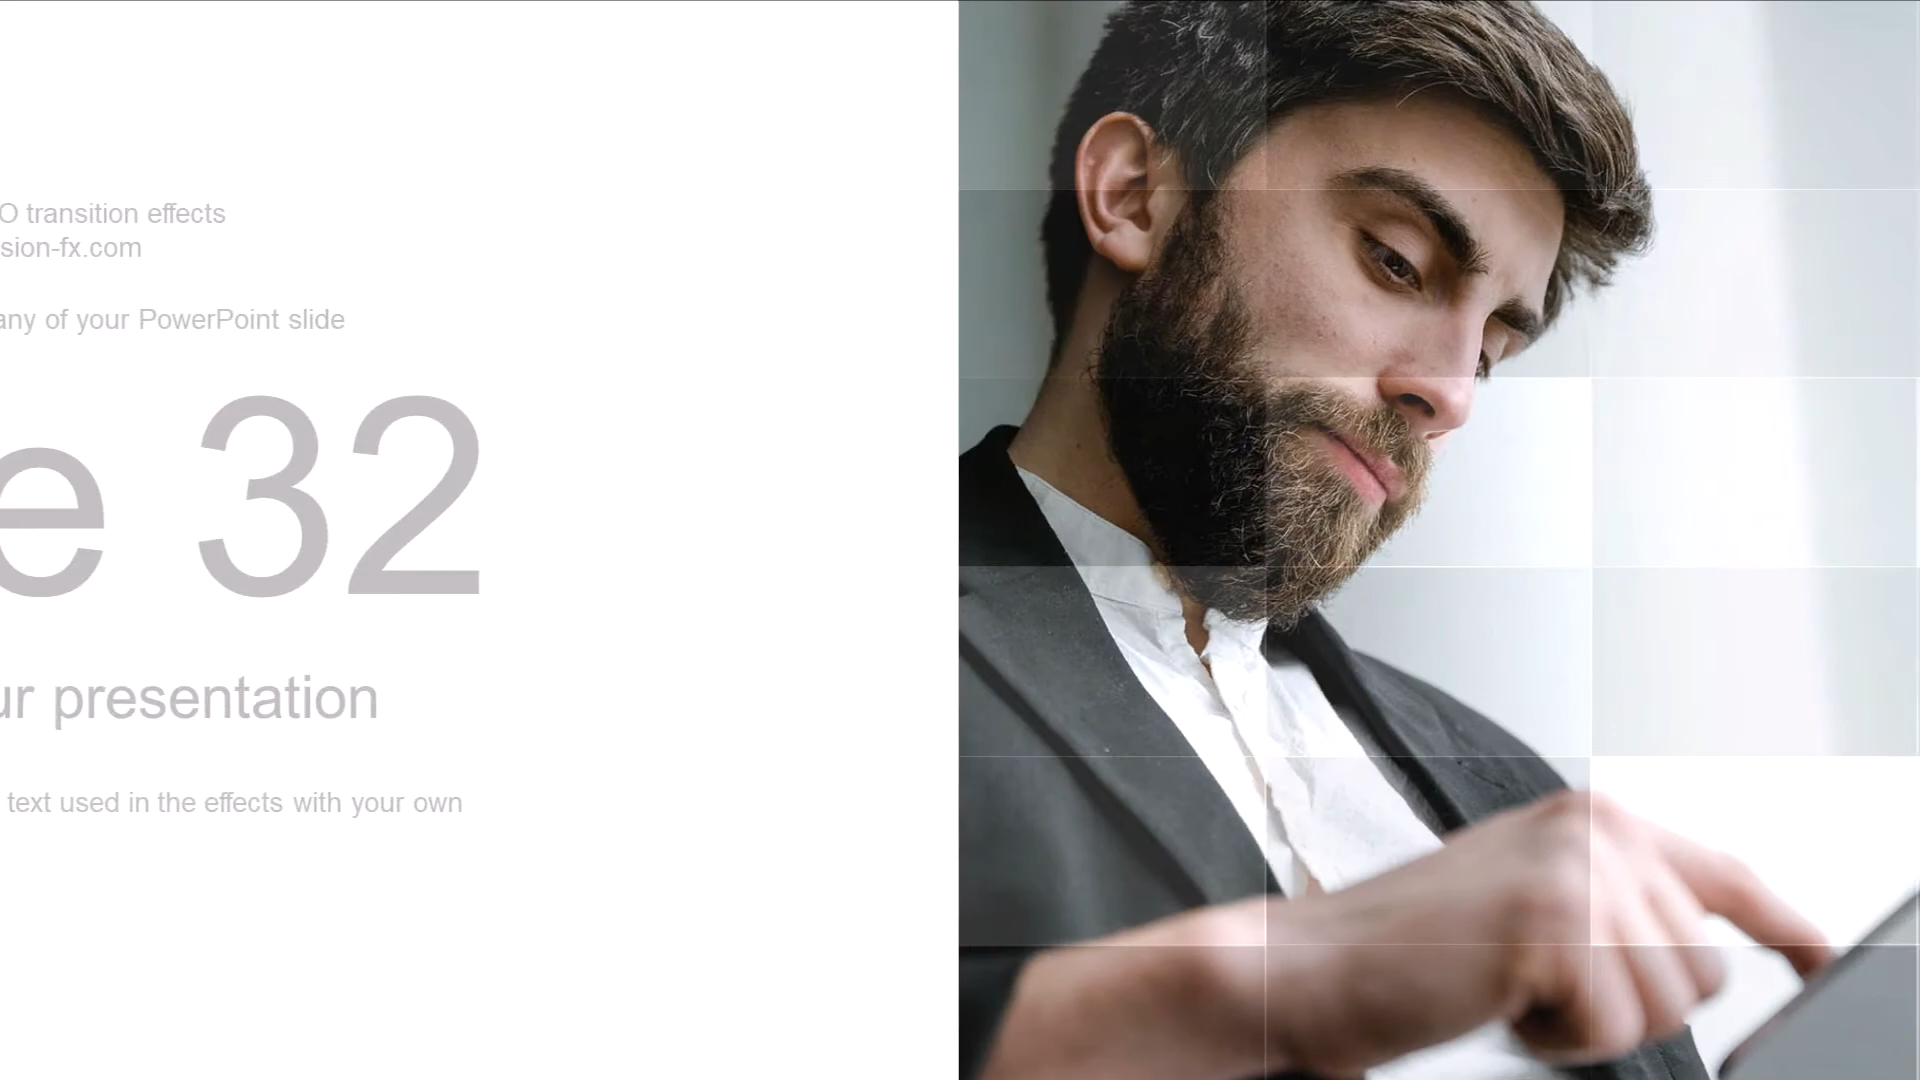 O transition effects
sion-fx.com
any of your PowerPoint slide
e 32
ur presentation
text used in the effects with your own